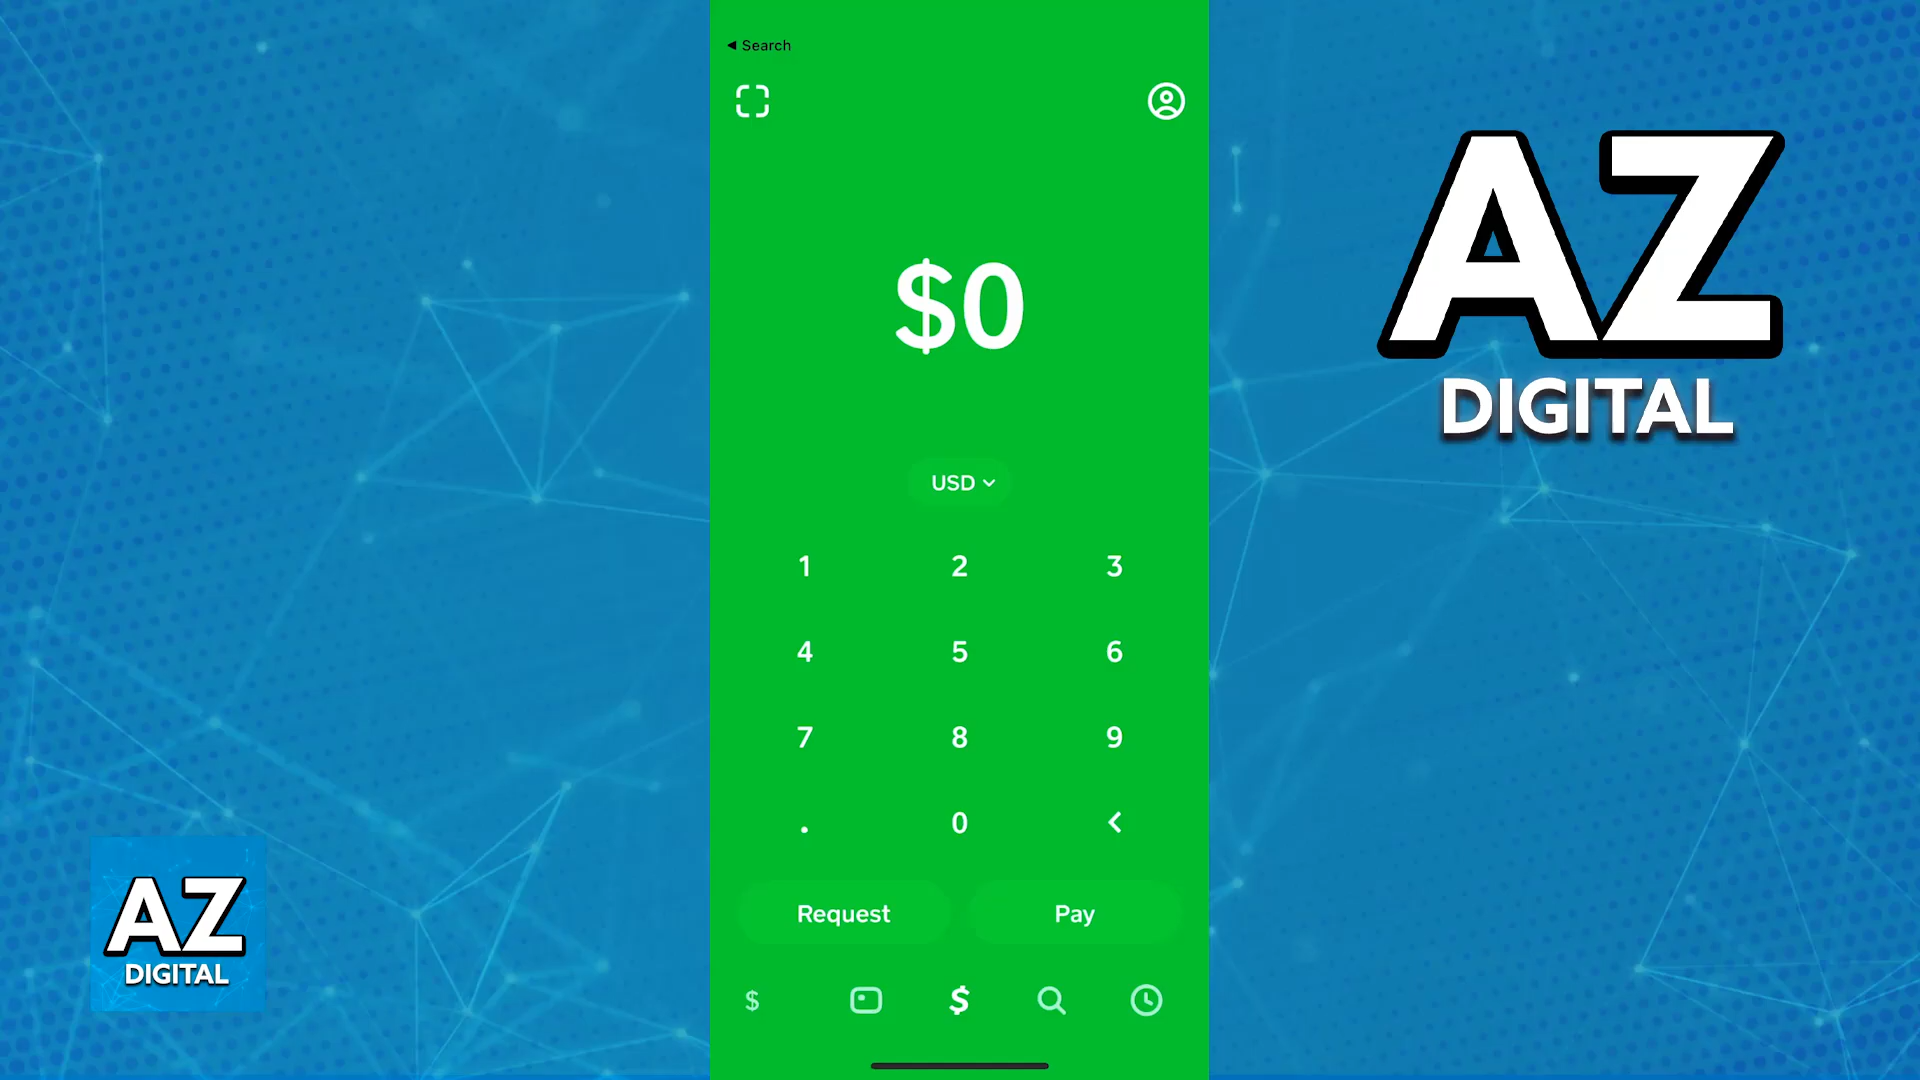 ◀ Search
$0
USD
1 2 3
4 5 6
7 8 9
. 0 <
Request Pay
$ $
AZ
DIGITAL
AZ
DIGITAL